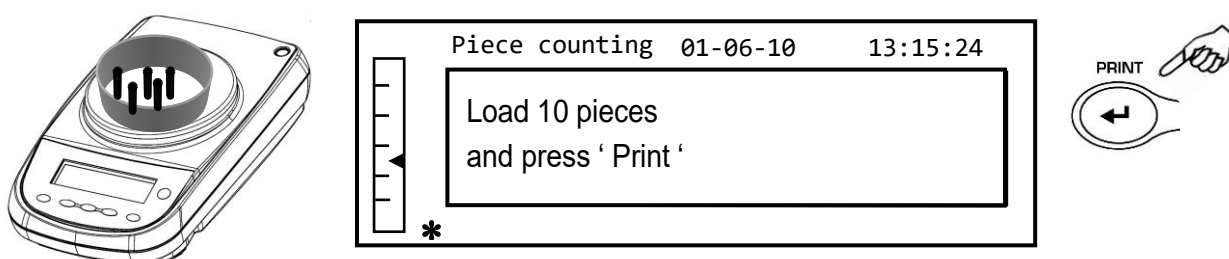 Piece counting 01-06-10 13:15:24
Load 10 pieces
and press ‘ Print ‘
*
PRINT